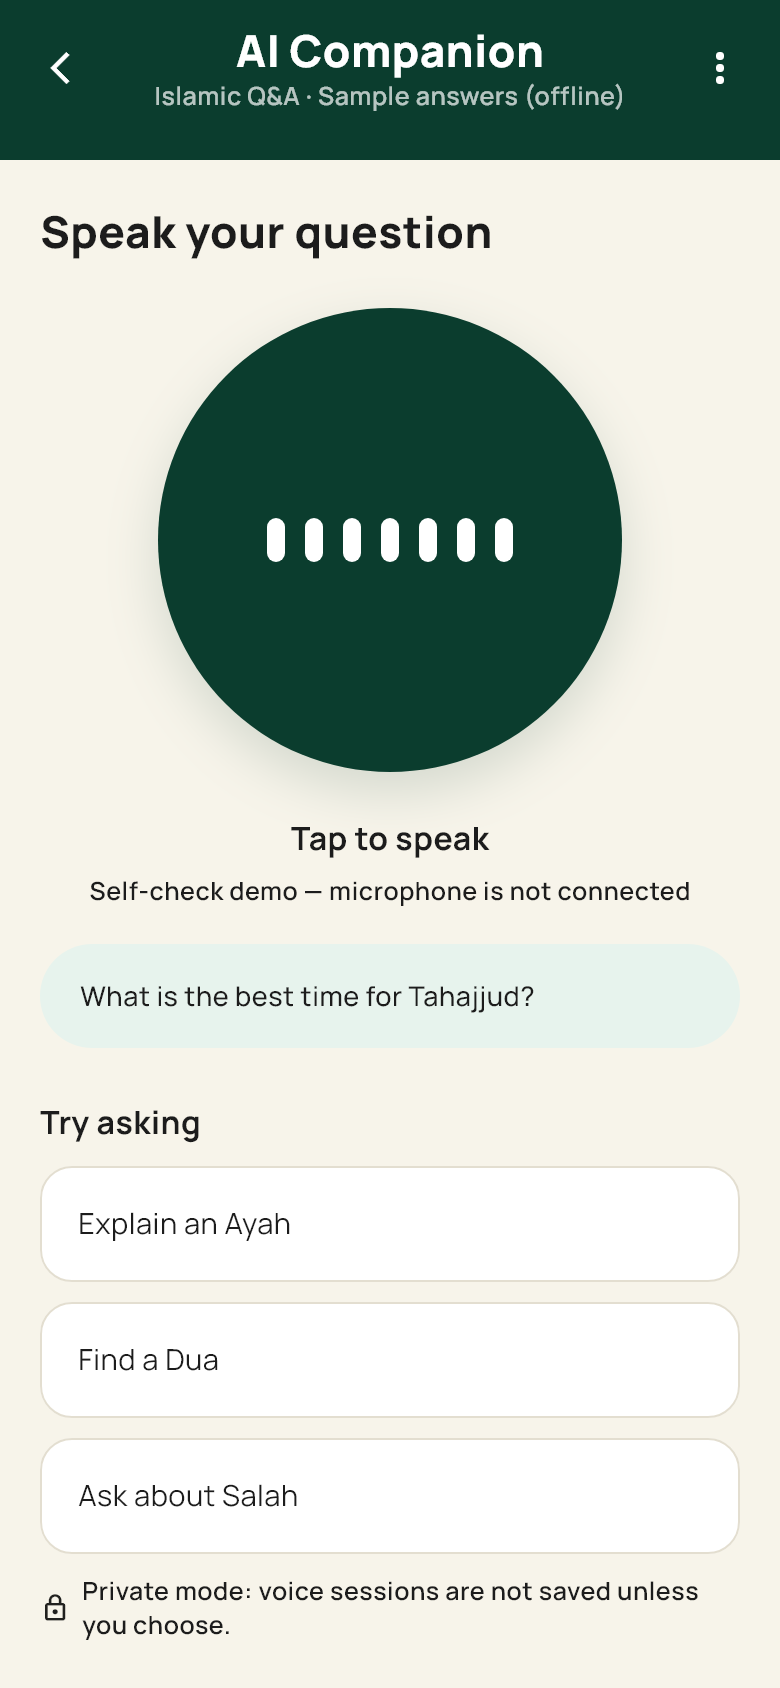 AI Companion
Islamic Q&A · Sample answers (offline)
Speak your question
Tap to speak
Self-check demo — microphone is not connected
What is the best time for Tahajjud?
Try asking
Explain an Ayah
Find a Dua
Ask about Salah
Private mode: voice sessions are not saved unless
you choose.